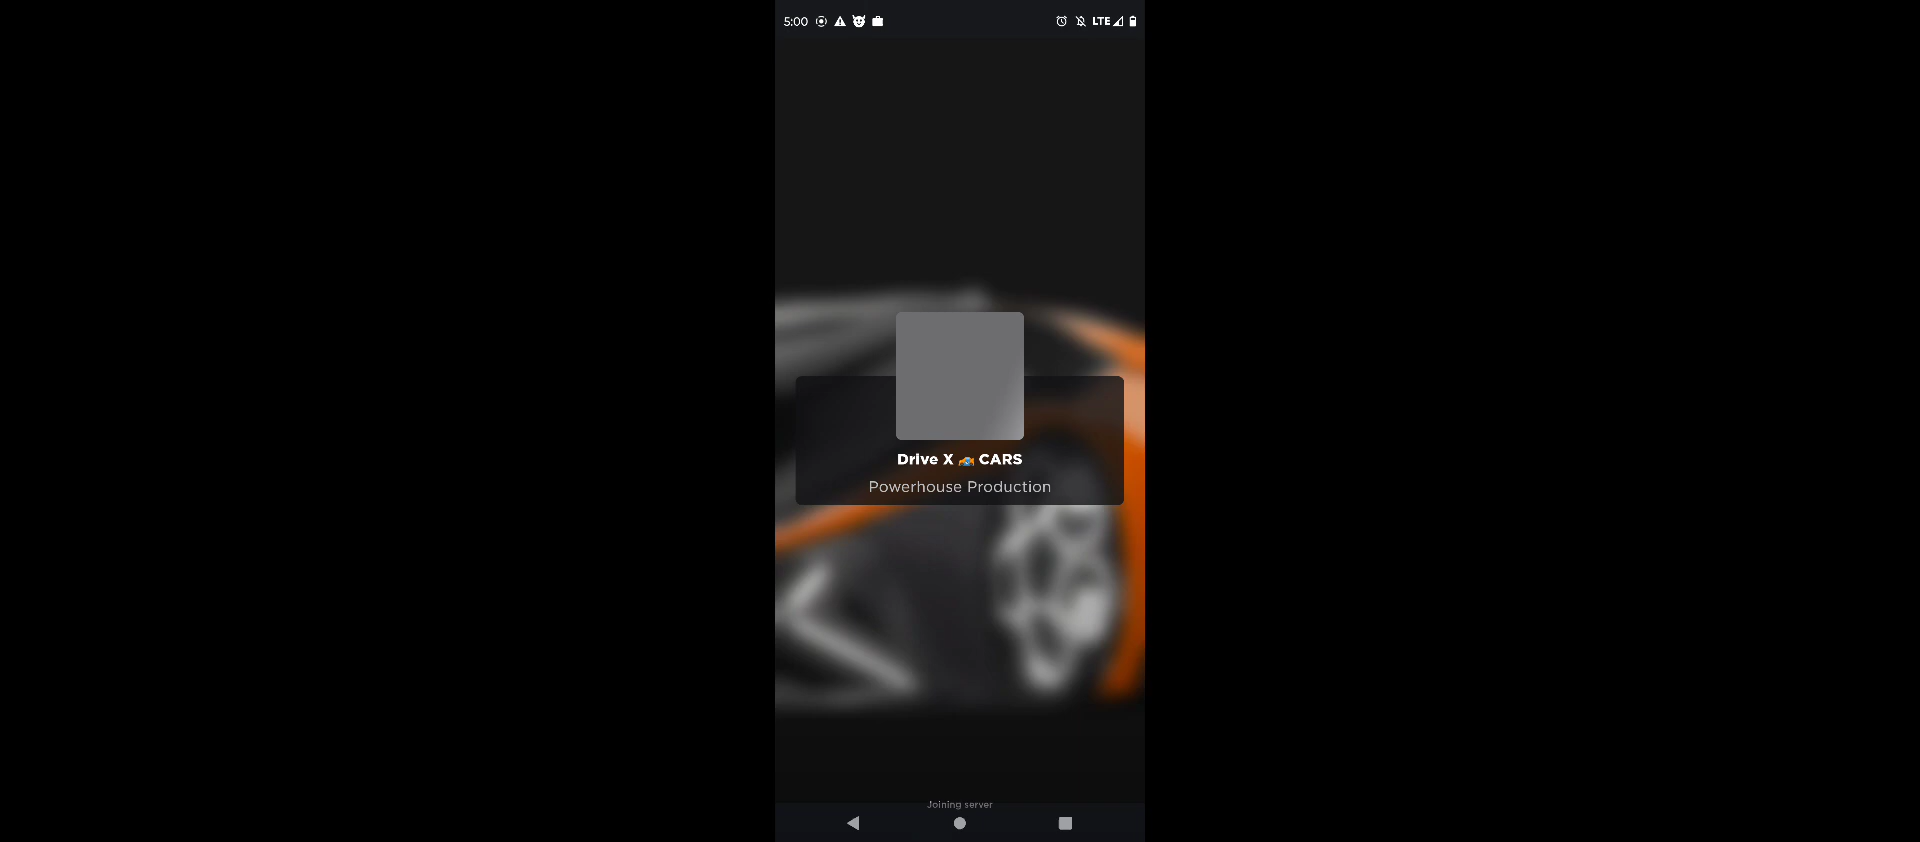 5:00
LTE
Drive X 🏎️ CARS
Powerhouse Production
Joining server